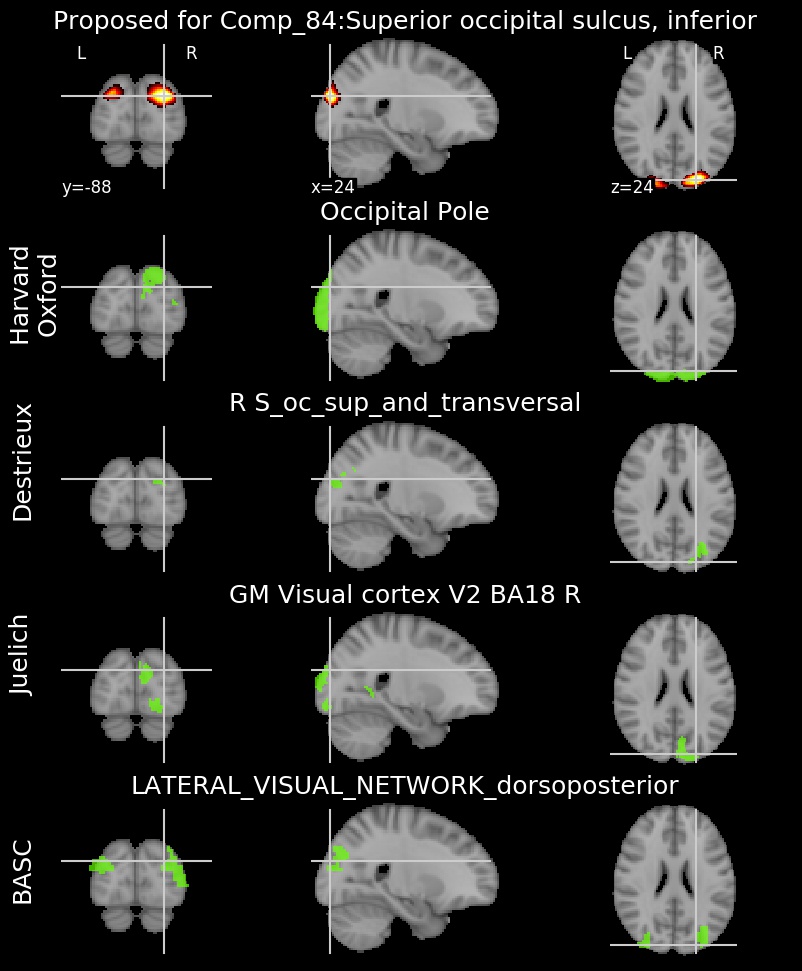 Proposed for Comp_84:Superior occipital sulcus, inferior
L R
L R
y=-88
x=24
z=24
Occipital Pole
Harvard
Oxford
R S_oc_sup_and_transversal
Destrieux
GM Visual cortex V2 BA18 R
Juelich
LATERAL_VISUAL_NETWORK_dorsoposterior
BASC